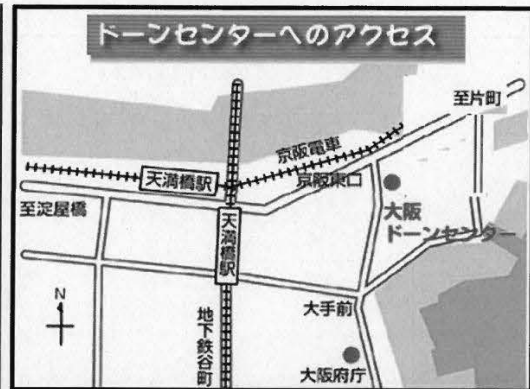 ドーンセンターへのアクセス
至片町
京阪電車
天満橋駅
京阪東口
至淀屋橋
大阪
ドーンセンター
天満橋駅
N
大手前
地下鉄谷町
大阪府庁